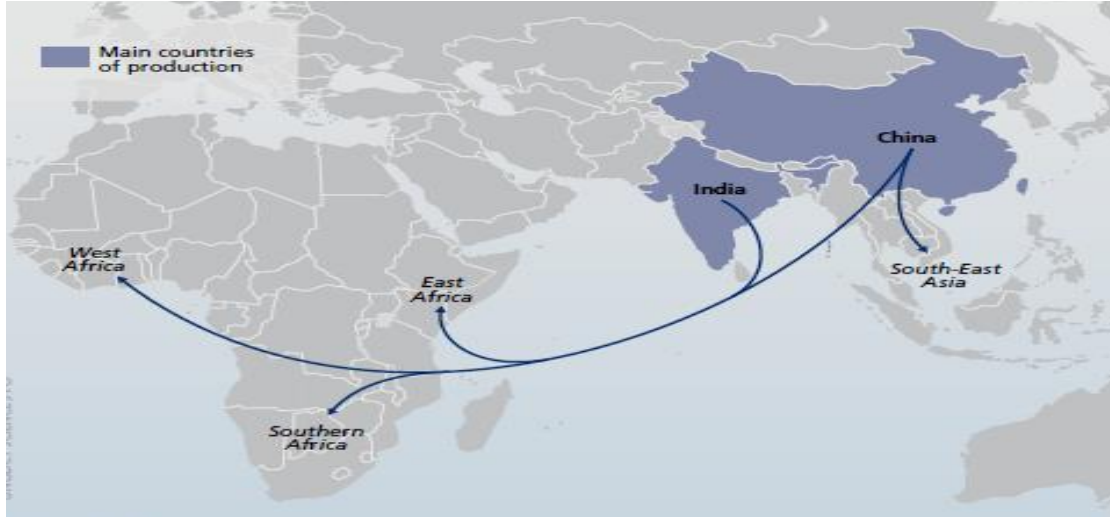 Main countries
of production
China
India
West
Africa
East
Africa
South-East
Asia
Southern
Africa